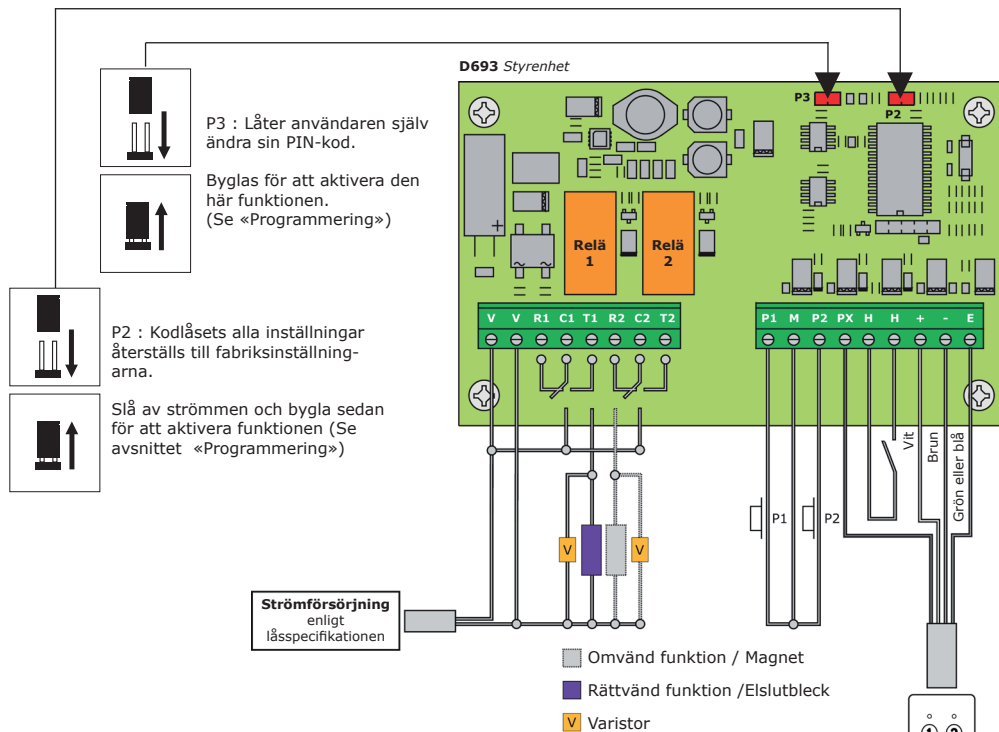 D693 Styrenhet
P3 : Låter användaren själv
ändra sin PIN-kod.
Byglas för att aktivera den
här funktionen.
(Se «Programmering»)
P2 : Kodlåsets alla inställningar
återställs till fabriksinställning-
arna.
Slå av strömmen och bygla sedan
för att aktivera funktionen (Se
avsnittet «Programmering»)
P3
P2
+
~ ~
Relä
1
Relä
2
V V R1 C1 T1 R2 C2 T2
P1 M P2 PX H H + - E
Vit
Brun
Grön eller blå
P1
P2
V
V
Strömförsörjning
enligt
låsspecifikationen
Omvänd funktion / Magnet
Rättvänd funktion /Elslutbleck
V Varistor
1 2